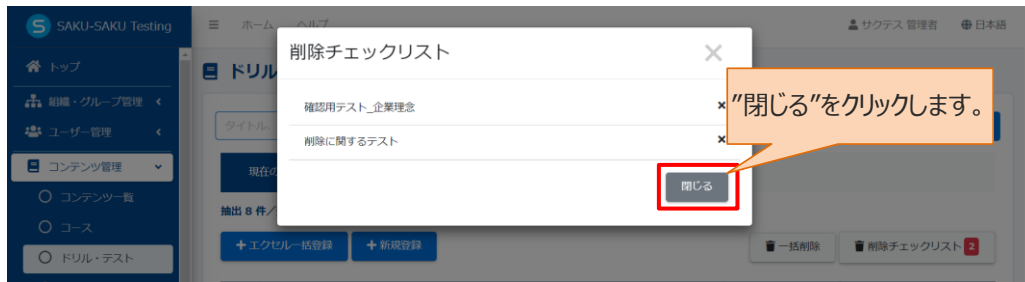 SAKU-SAKU Testing
ホーム ヘルプ
サクテス 管理者
日本語
トップ
組織・グループ管理
ユーザー管理
コンテンツ管理
コンテンツ一覧
コース
ドリル・テスト
ドリル
タイトル、
現在の
抽出 8 件／
エクセル一括登録
新規登録
一括削除
削除チェックリスト 2
削除チェックリスト
確認用テスト_企業理念
削除に関するテスト
閉じる
”閉じる”をクリックします。